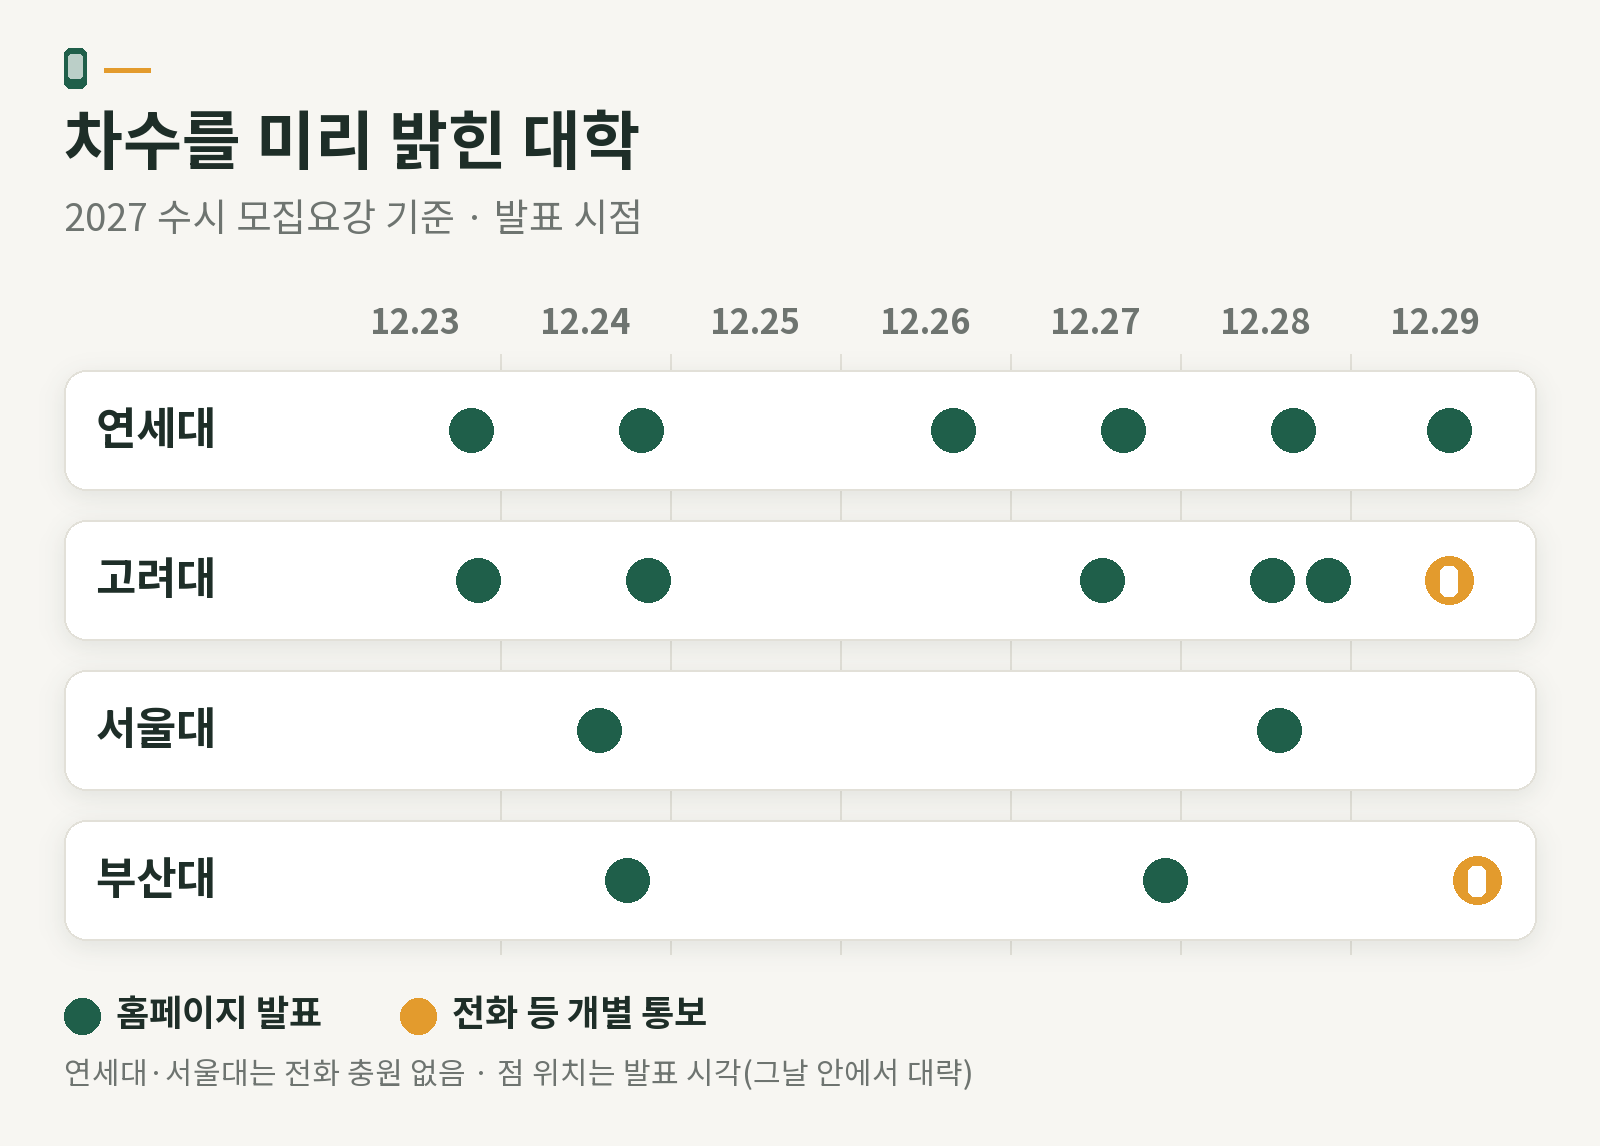 차수를 미리 밝힌 대학
2027 수시 모집요강 기준 · 발표 시점
12.23 12.24 12.25 12.26 12.27 12.28 12.29
연세대
고려대
서울대
부산대
홈페이지 발표 전화 등 개별 통보
연세대·서울대는 전화 충원 없음 · 점 위치는 발표 시각(그날 안에서 대략)